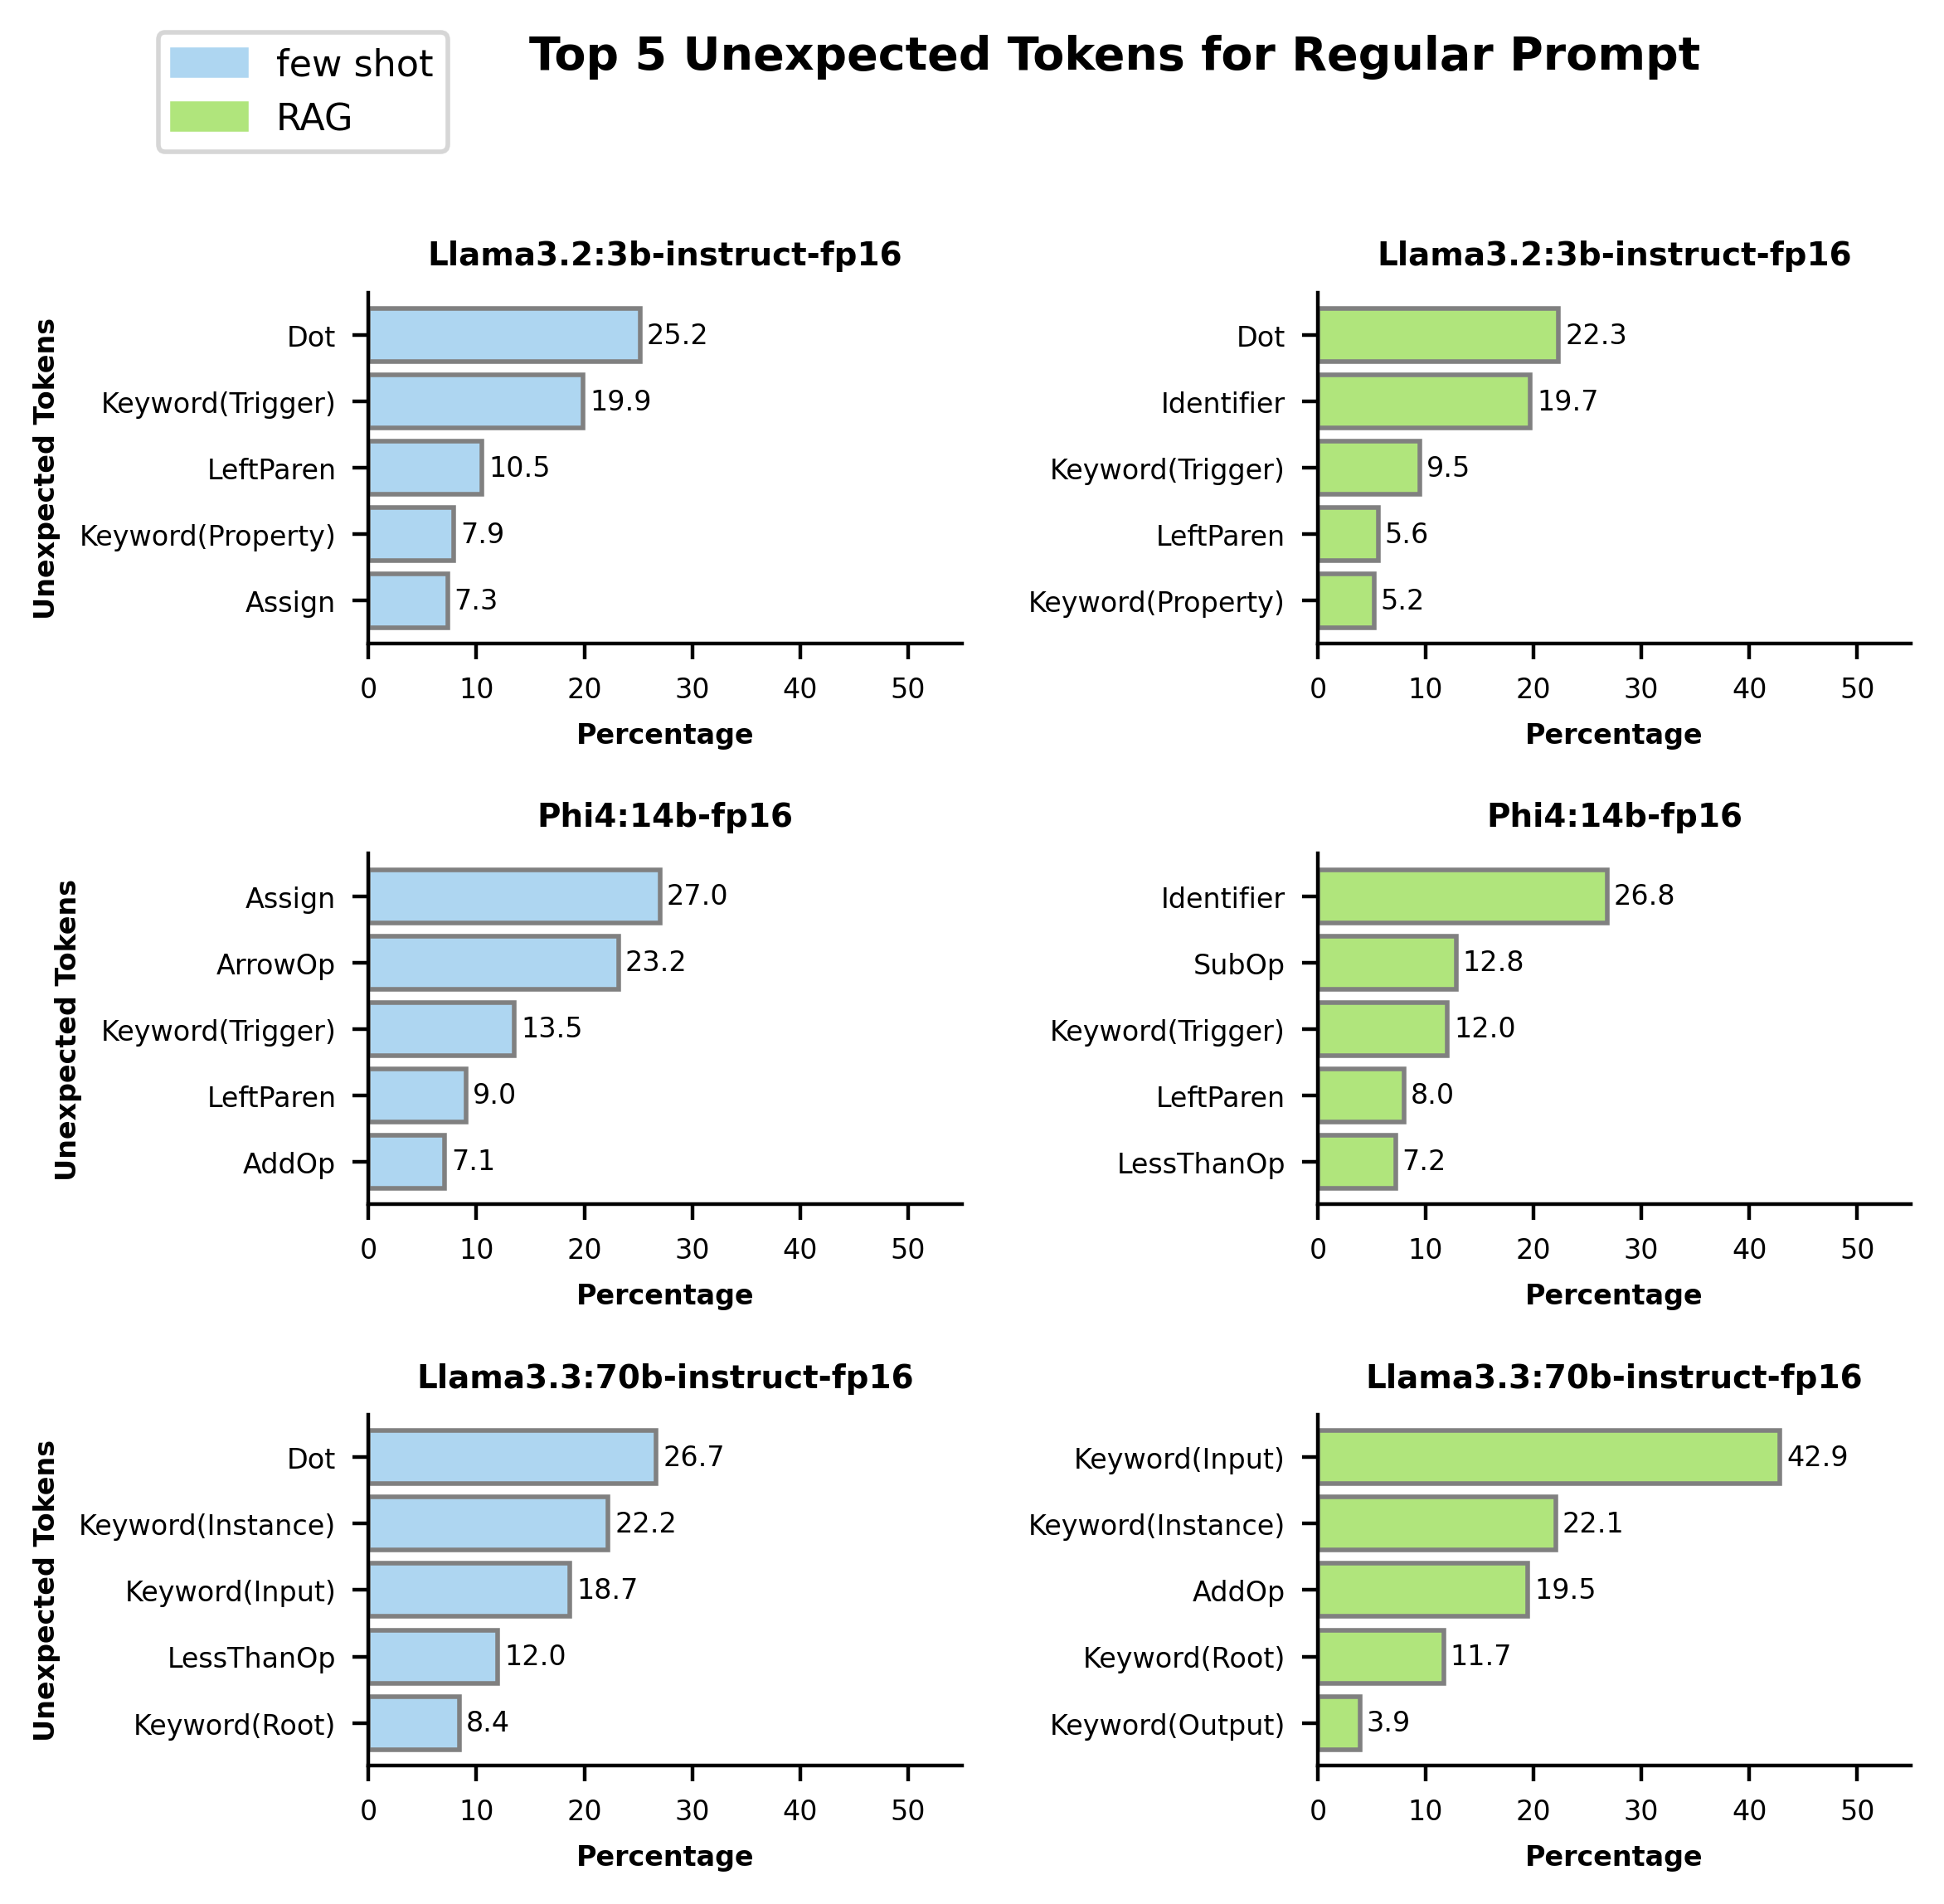 few shot
RAG
Top 5 Unexpected Tokens for Regular Prompt
Llama3.2:3b-instruct-fp16
Unexpected Tokens
Dot
25.2
Keyword(Trigger)
19.9
LeftParen
10.5
Keyword(Property)
7.9
Assign
7.3
0 10 20 30 40 50
Percentage
Llama3.2:3b-instruct-fp16
Dot
22.3
Identifier
19.7
Keyword(Trigger)
9.5
LeftParen
5.6
Keyword(Property)
5.2
0 10 20 30 40 50
Percentage
Phi4:14b-fp16
Unexpected Tokens
Assign
27.0
ArrowOp
23.2
Keyword(Trigger)
13.5
LeftParen
9.0
AddOp
7.1
0 10 20 30 40 50
Percentage
Phi4:14b-fp16
Identifier
26.8
SubOp
12.8
Keyword(Trigger)
12.0
LeftParen
8.0
LessThanOp
7.2
0 10 20 30 40 50
Percentage
Llama3.3:70b-instruct-fp16
Unexpected Tokens
Dot
26.7
Keyword(Instance)
22.2
Keyword(Input)
18.7
LessThanOp
12.0
Keyword(Root)
8.4
0 10 20 30 40 50
Percentage
Llama3.3:70b-instruct-fp16
Keyword(Input)
42.9
Keyword(Instance)
22.1
AddOp
19.5
Keyword(Root)
11.7
Keyword(Output)
3.9
0 10 20 30 40 50
Percentage